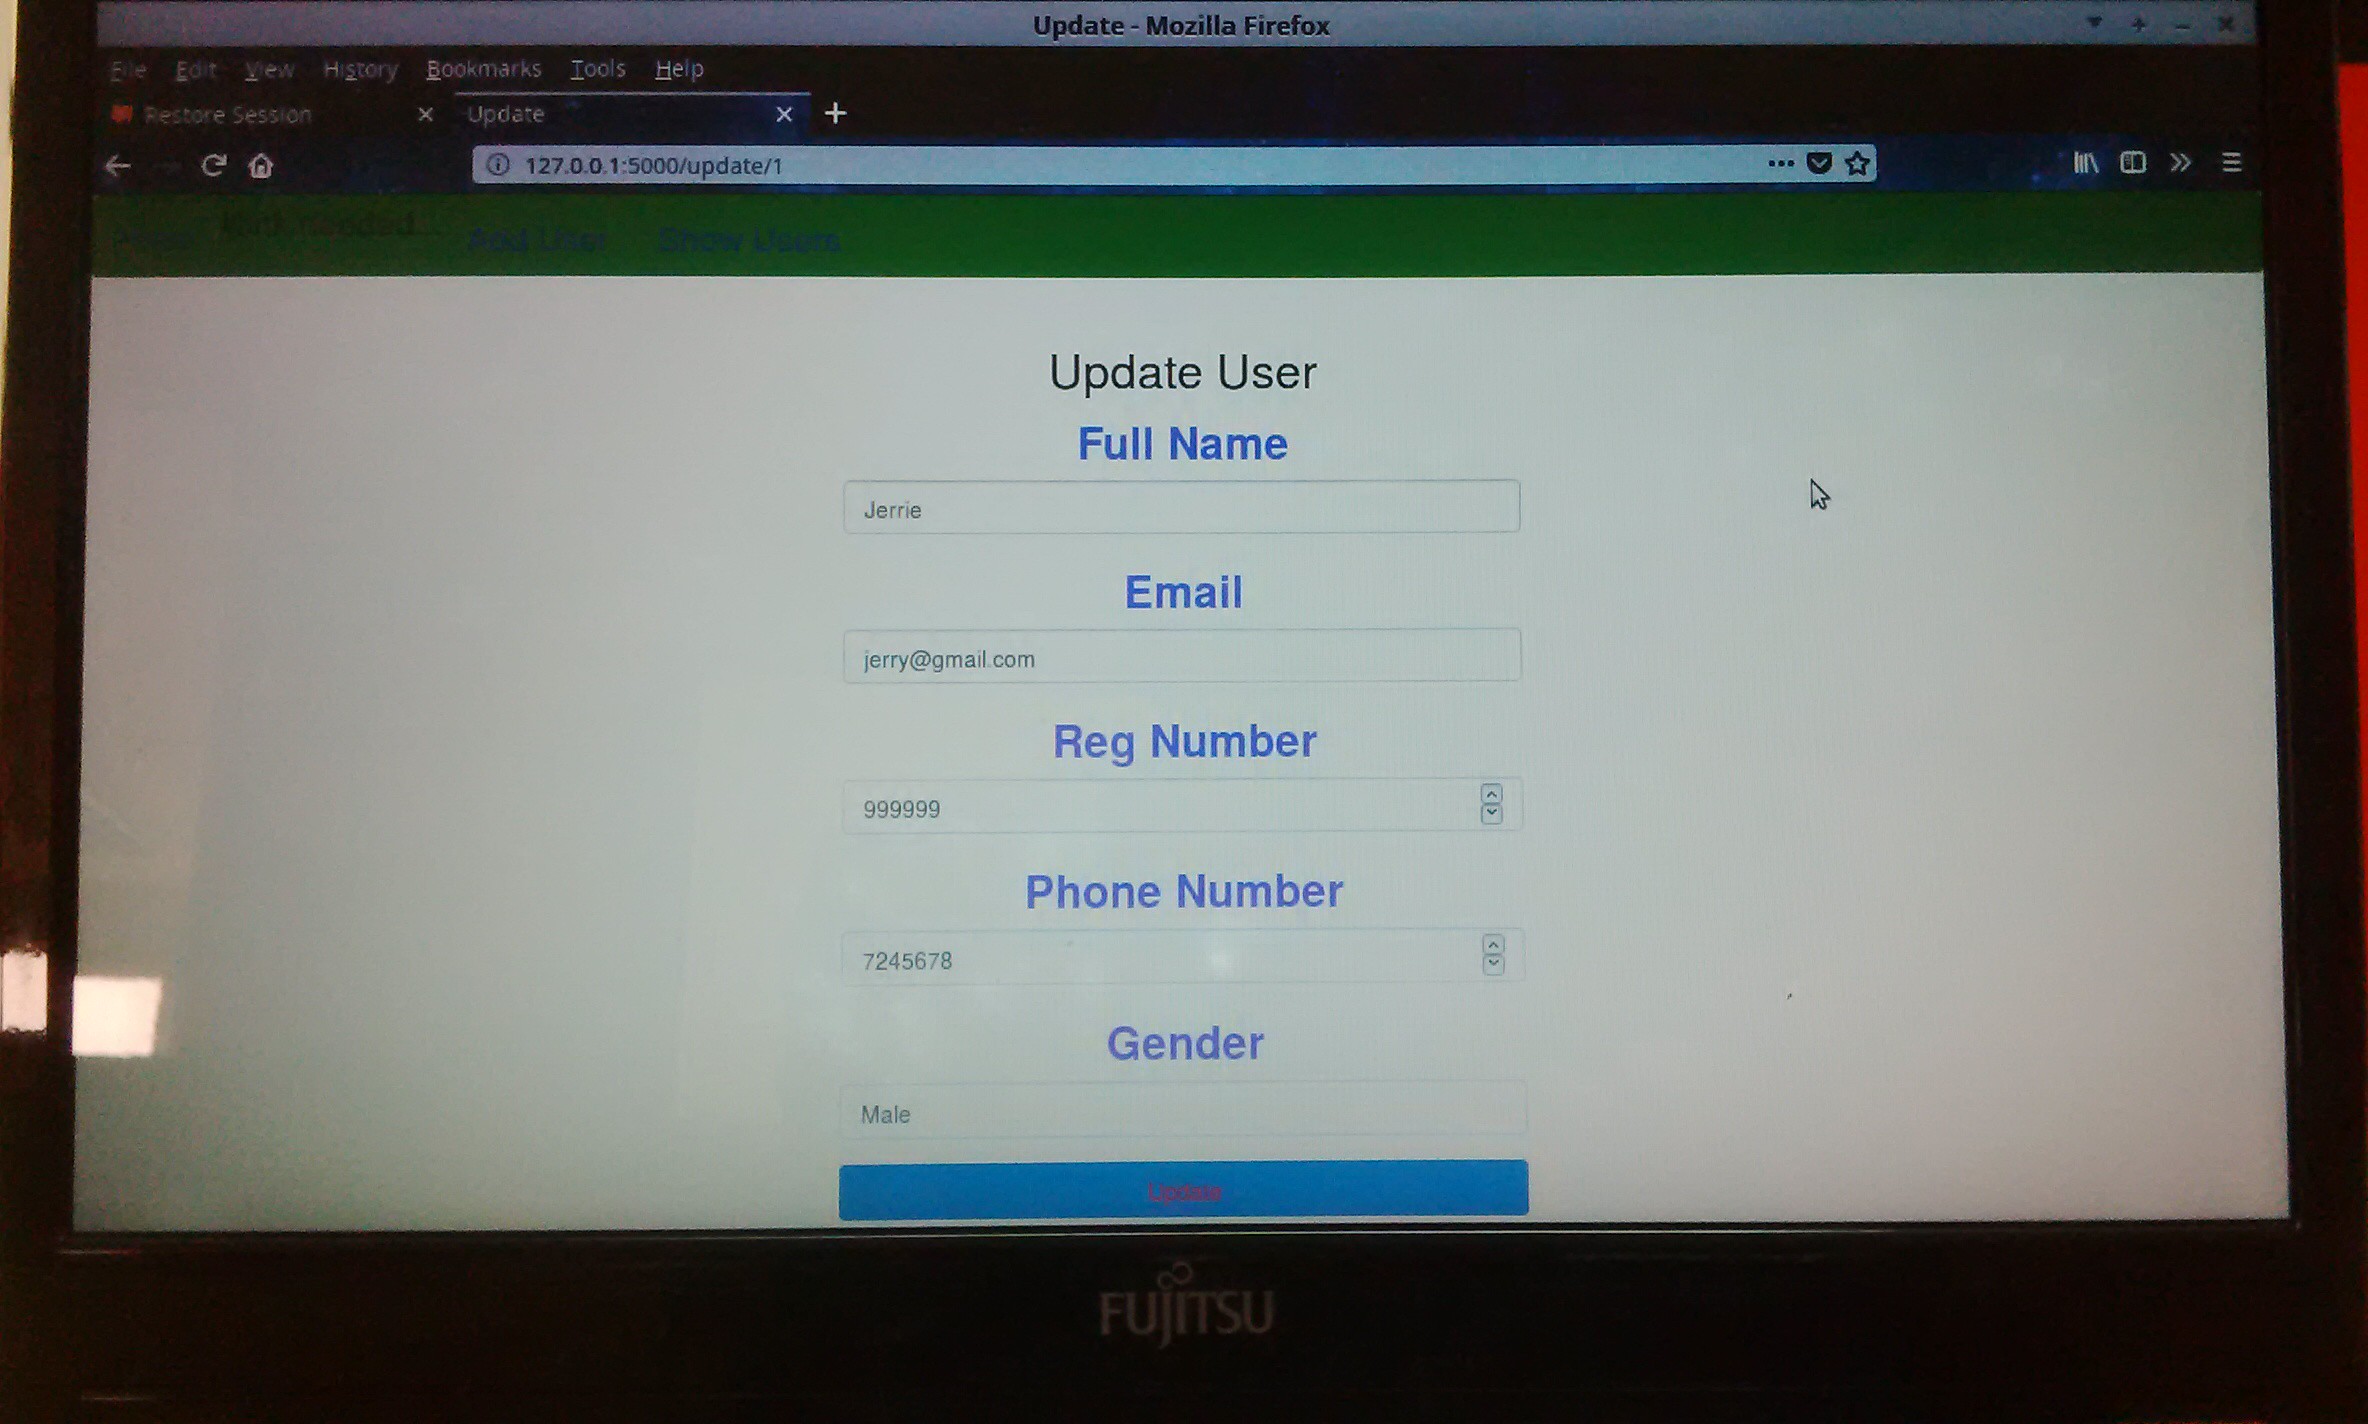 Update - Mozilla Firefox
File Edit View History Bookmarks Tools Help
Restore Session Update
127.0.0.1:5000/update/1
needed...
Add User Show Users
Update User
Full Name
Jerrie
Email
jerry@gmail.com
Reg Number
999999
Phone Number
7245678
Gender
Male
Update
FUJITSU